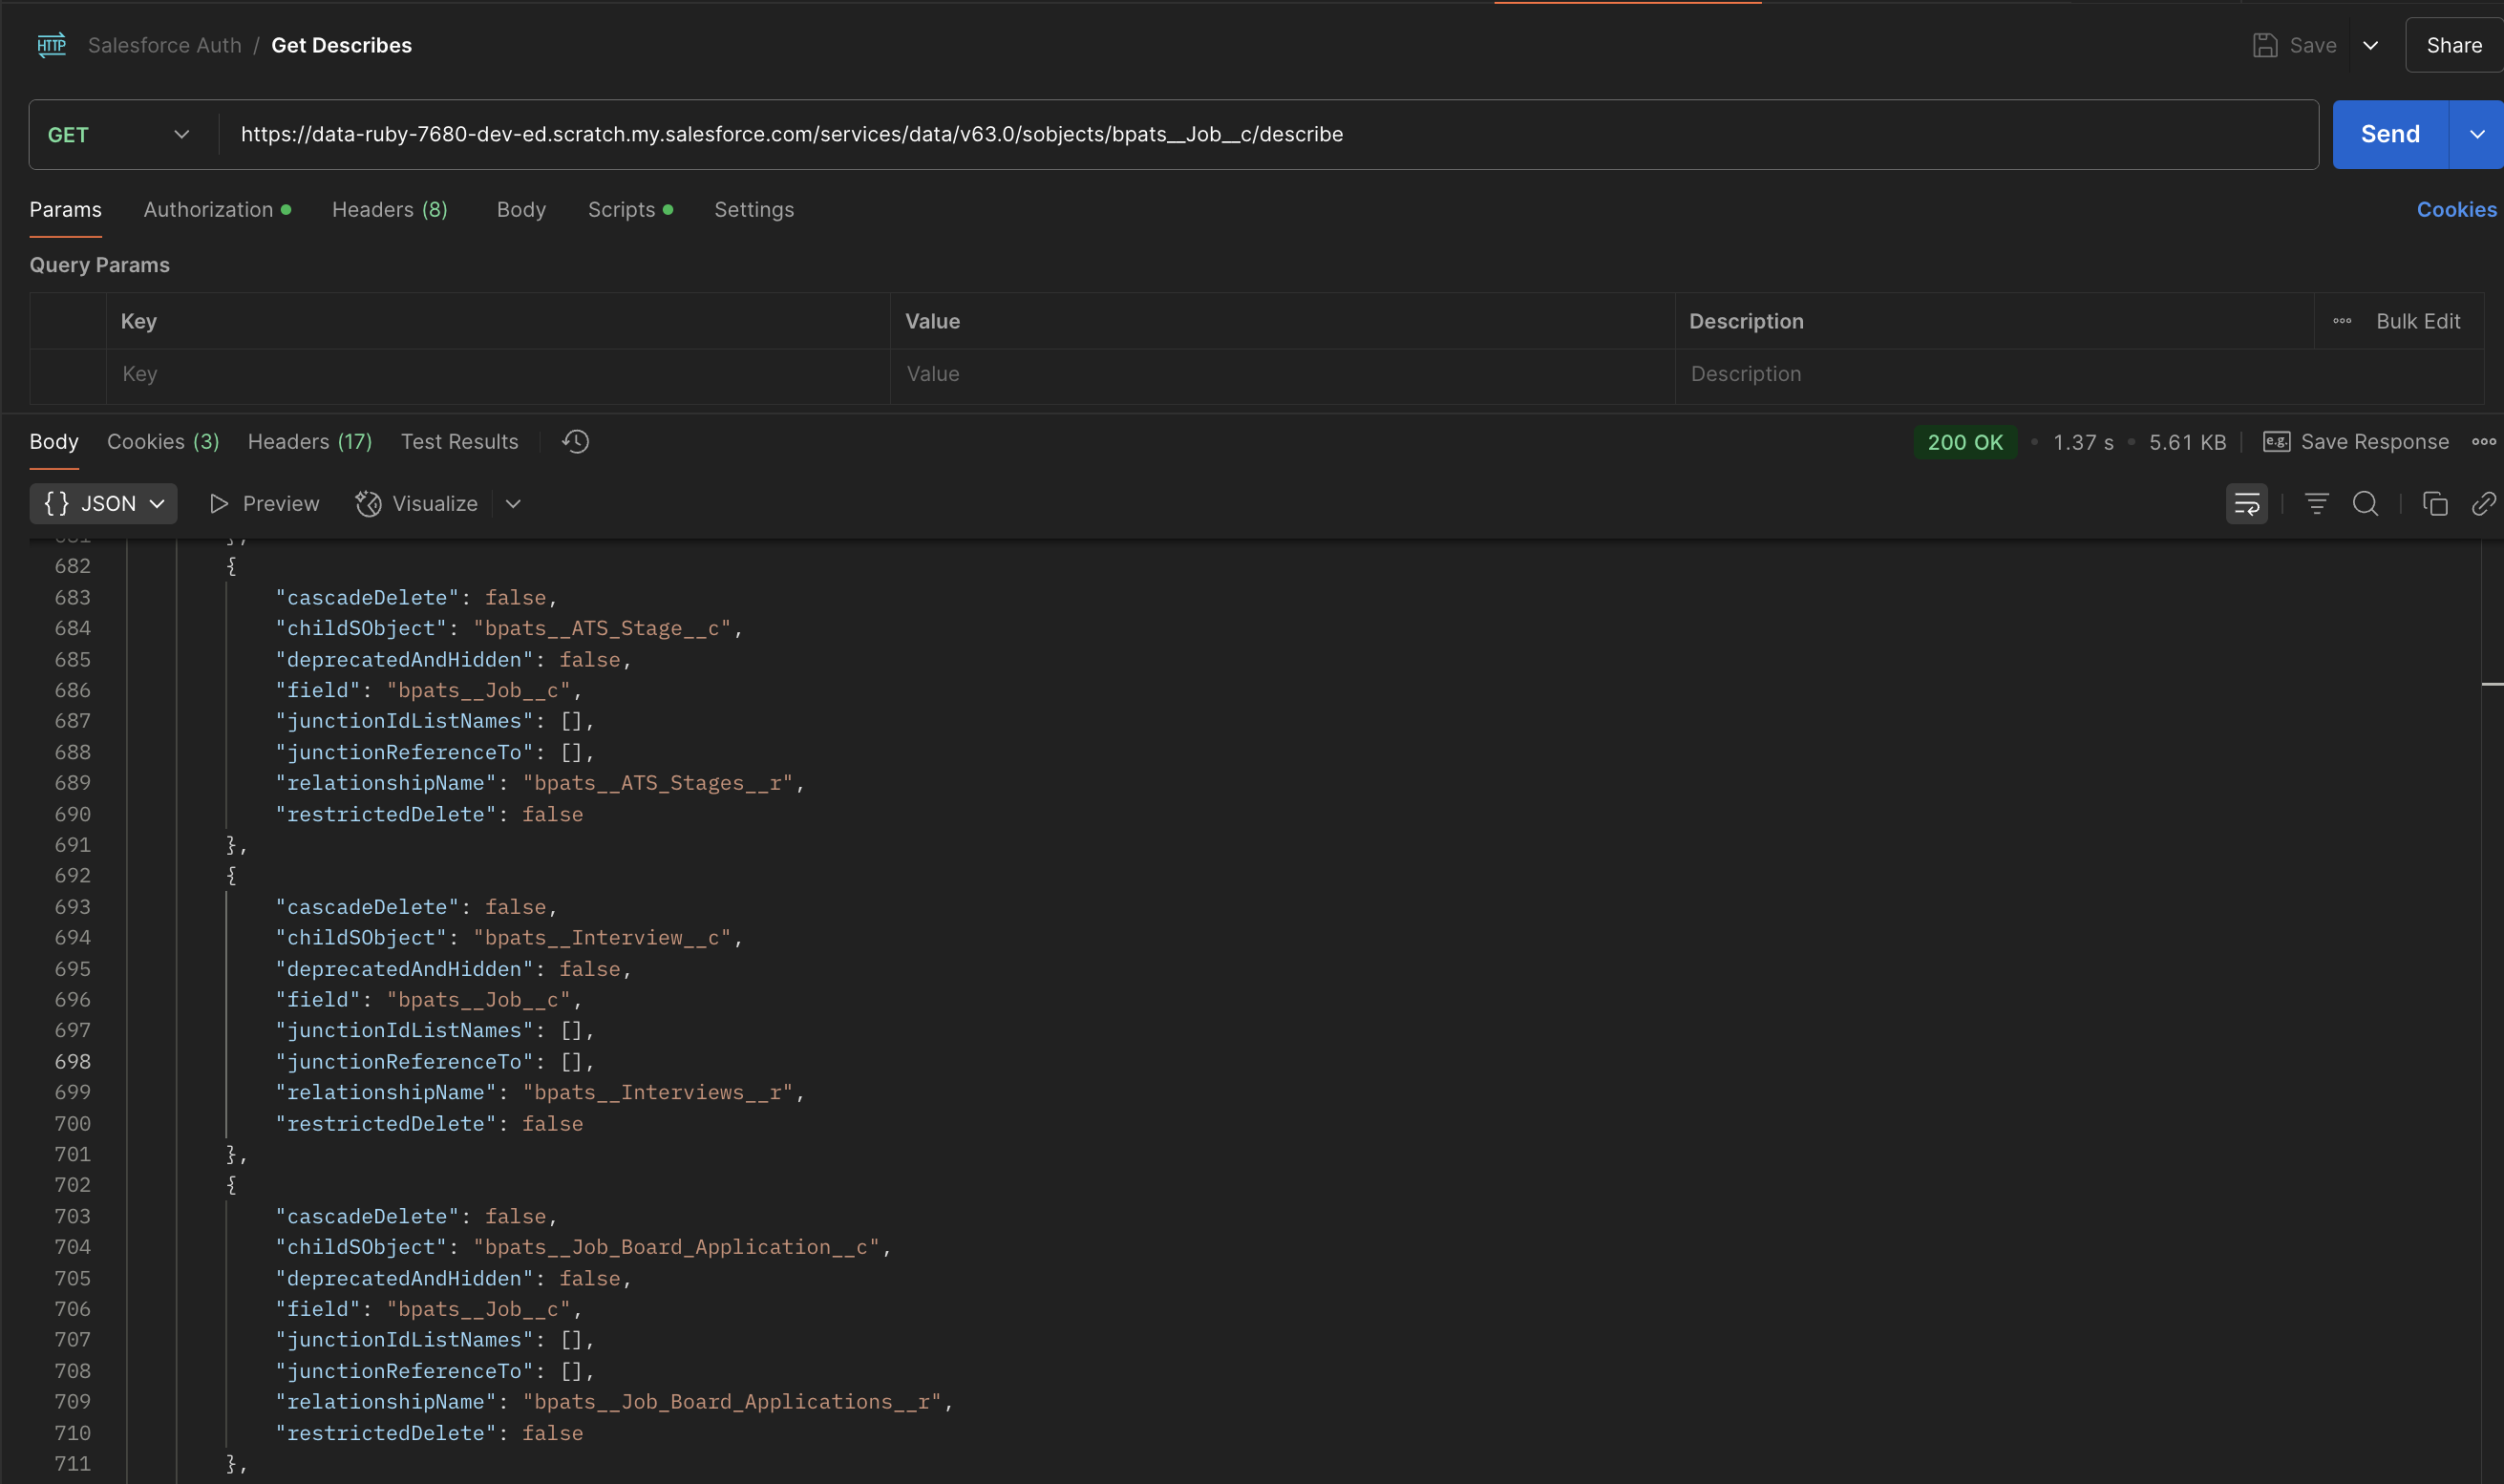 HTTP Salesforce Auth / Get Describes Save Share
GET https://data-ruby-7680-dev-ed.scratch.my.salesforce.com/services/data/v63.0/sobjects/bpats__Job__c/describe Send
Params Authorization Headers (8) Body Scripts Settings Cookies
Query Params
Key Value Description Bulk Edit
Key Value Description
Body Cookies (3) Headers (17) Test Results 200 OK 1.37 s 5.61 KB e.g. Save Response
{} JSON Preview Visualize
681 },
682 {
683 "cascadeDelete": false,
684 "childSObject": "bpats__ATS_Stage__c",
685 "deprecatedAndHidden": false,
686 "field": "bpats__Job__c",
687 "junctionIdListNames": [],
688 "junctionReferenceTo": [],
689 "relationshipName": "bpats__ATS_Stages__r",
690 "restrictedDelete": false
691 },
692 {
693 "cascadeDelete": false,
694 "childSObject": "bpats__Interview__c",
695 "deprecatedAndHidden": false,
696 "field": "bpats__Job__c",
697 "junctionIdListNames": [],
698 "junctionReferenceTo": [],
699 "relationshipName": "bpats__Interviews__r",
700 "restrictedDelete": false
701 },
702 {
703 "cascadeDelete": false,
704 "childSObject": "bpats__Job_Board_Application__c",
705 "deprecatedAndHidden": false,
706 "field": "bpats__Job__c",
707 "junctionIdListNames": [],
708 "junctionReferenceTo": [],
709 "relationshipName": "bpats__Job_Board_Applications__r",
710 "restrictedDelete": false
711 },